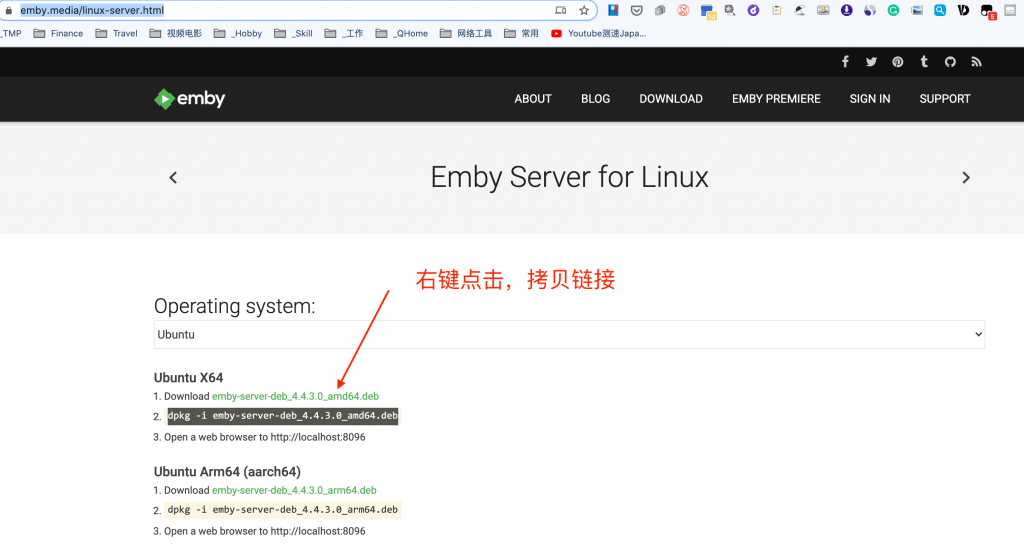 emby.media/linux-server.html
_TMP Finance Travel 视频电影 _Hobby _Skill _工作 _QHome 网络工具 常用 Youtube测速Japa...
emby
ABOUT BLOG DOWNLOAD EMBY PREMIERE SIGN IN SUPPORT
Emby Server for Linux
右键点击，拷贝链接
Operating system:
Ubuntu
Ubuntu X64
1. Download emby-server-deb_4.4.3.0_amd64.deb
2. dpkg -i emby-server-deb_4.4.3.0_amd64.deb
3. Open a web browser to http://localhost:8096
Ubuntu Arm64 (aarch64)
1. Download emby-server-deb_4.4.3.0_arm64.deb
2. dpkg -i emby-server-deb_4.4.3.0_arm64.deb
3. Open a web browser to http://localhost:8096